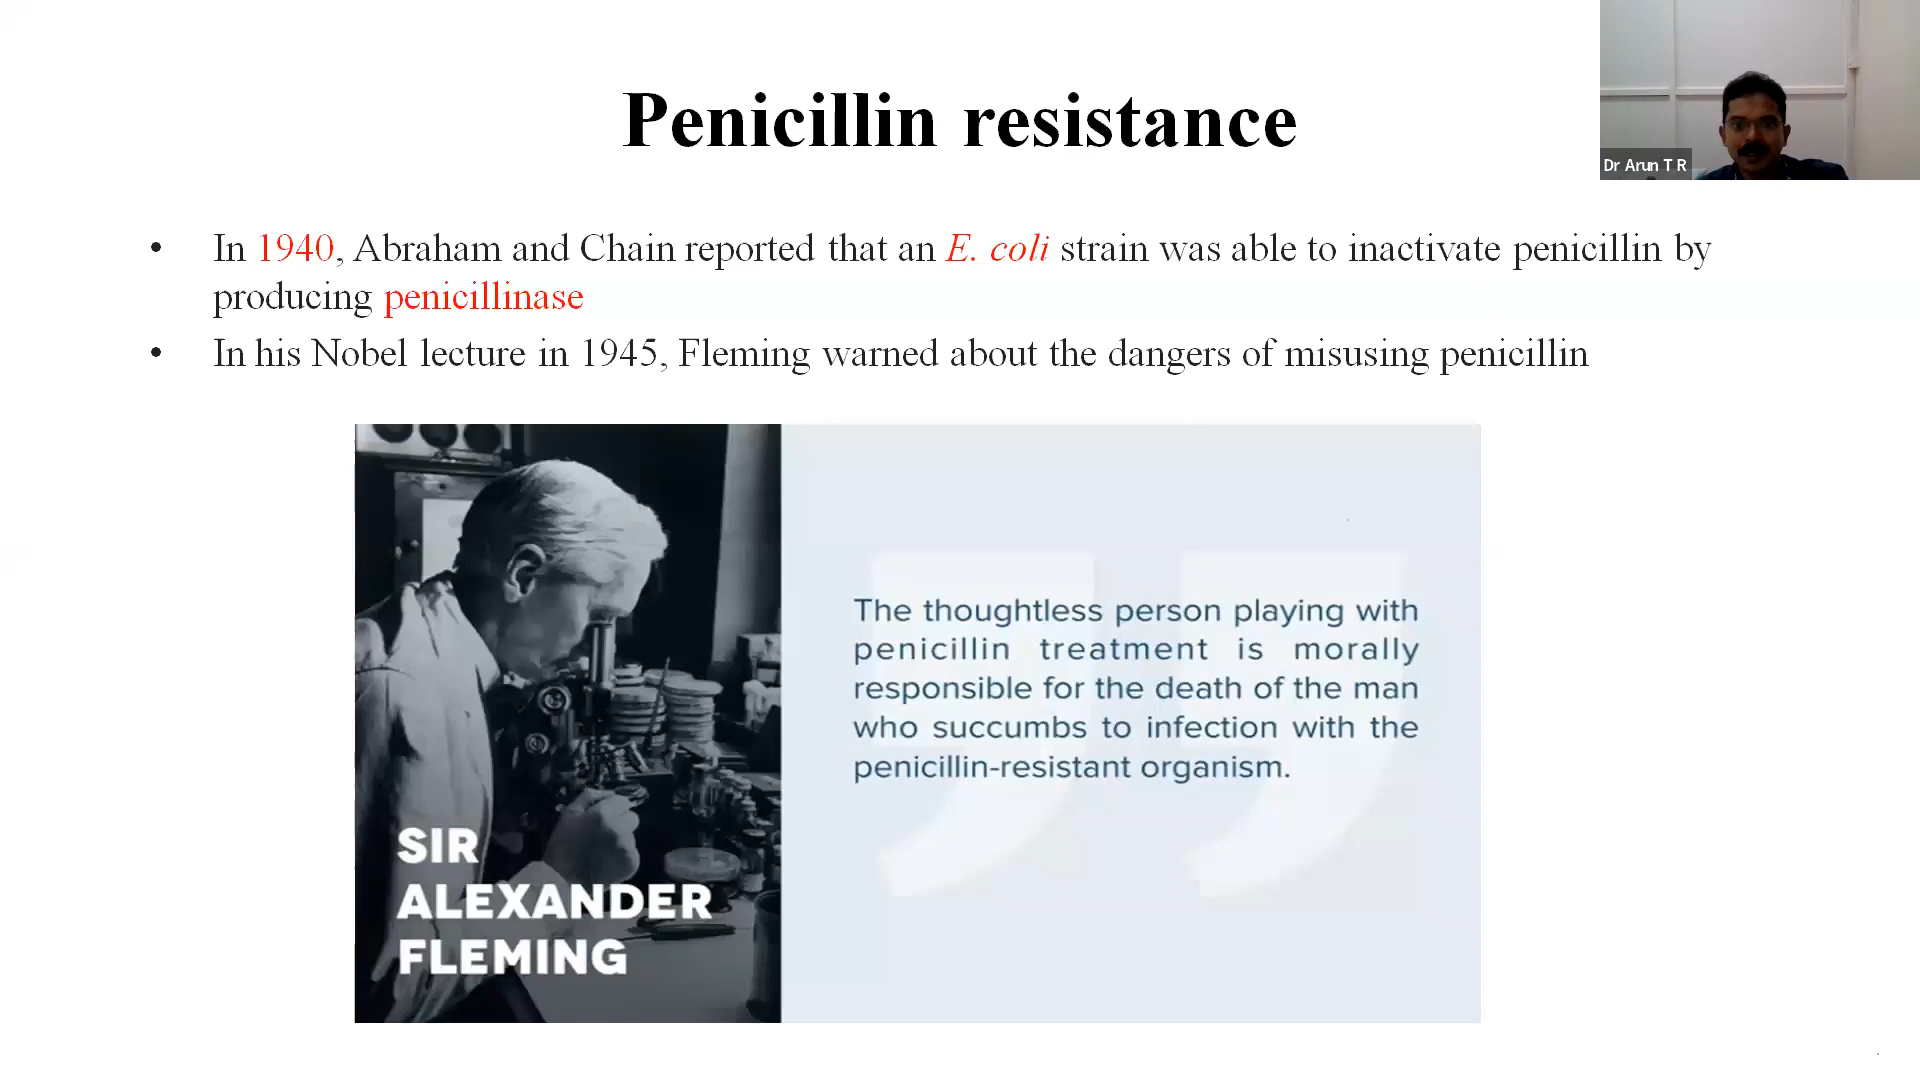 Penicillin resistance
Dr Arun T R
• In 1940, Abraham and Chain reported that an E. coli strain was able to inactivate penicillin by
producing penicillinase
• In his Nobel lecture in 1945, Fleming warned about the dangers of misusing penicillin
The thoughtless person playing with
penicillin treatment is morally
responsible for the death of the man
who succumbs to infection with the
penicillin-resistant organism.
SIR
ALEXANDER
FLEMING